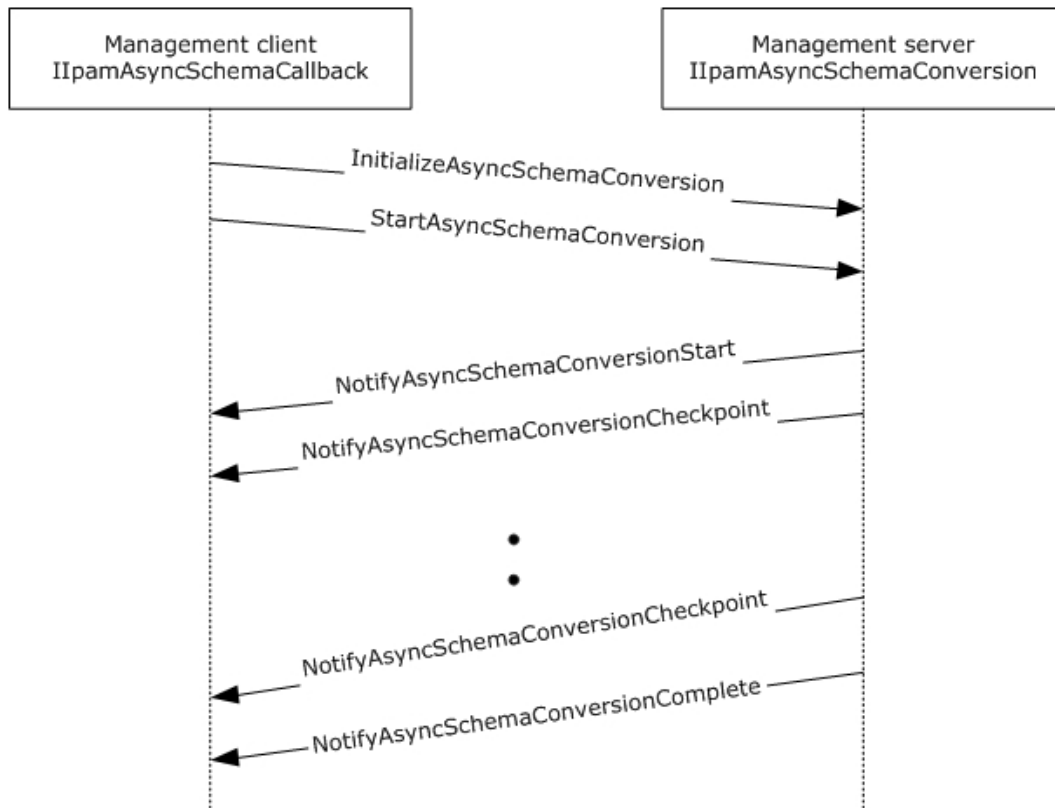 Management client
IIpamAsyncSchemaCallback
Management server
IIpamAsyncSchemaConversion
InitializeAsyncSchemaConversion
StartAsyncSchemaConversion
NotifyAsyncSchemaConversionStart
NotifyAsyncSchemaConversionCheckpoint
NotifyAsyncSchemaConversionCheckpoint
NotifyAsyncSchemaConversionComplete